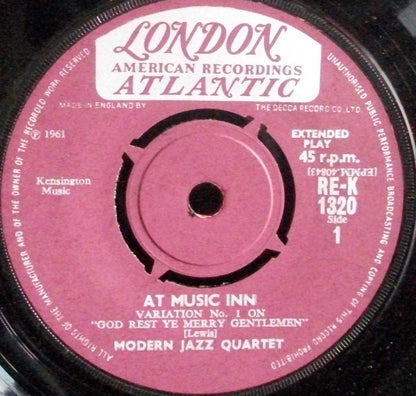 LONDON
AMERICAN RECORDINGS
ATLANTIC
MADE IN ENGLAND BY
THE DECCA RECORD CO. LTD.
℗ 1961
EXTENDED
PLAY
45 r.p.m.
[EPMM.4084ꓱ]
Kensington
Music
RE-K
1320
Side
1
AT MUSIC INN
VARIATION No. 1 ON
"GOD REST YE MERRY GENTLEMEN"
[Lewis]
MODERN JAZZ QUARTET
ALL RIGHTS OF THE MANUFACTURER AND OF THE OWNER OF THE RECORDED WORK RESERVED
UNAUTHORISED PUBLIC PERFORMANCE BROADCASTING AND COPYING OF THIS RECORD PROHIBITED